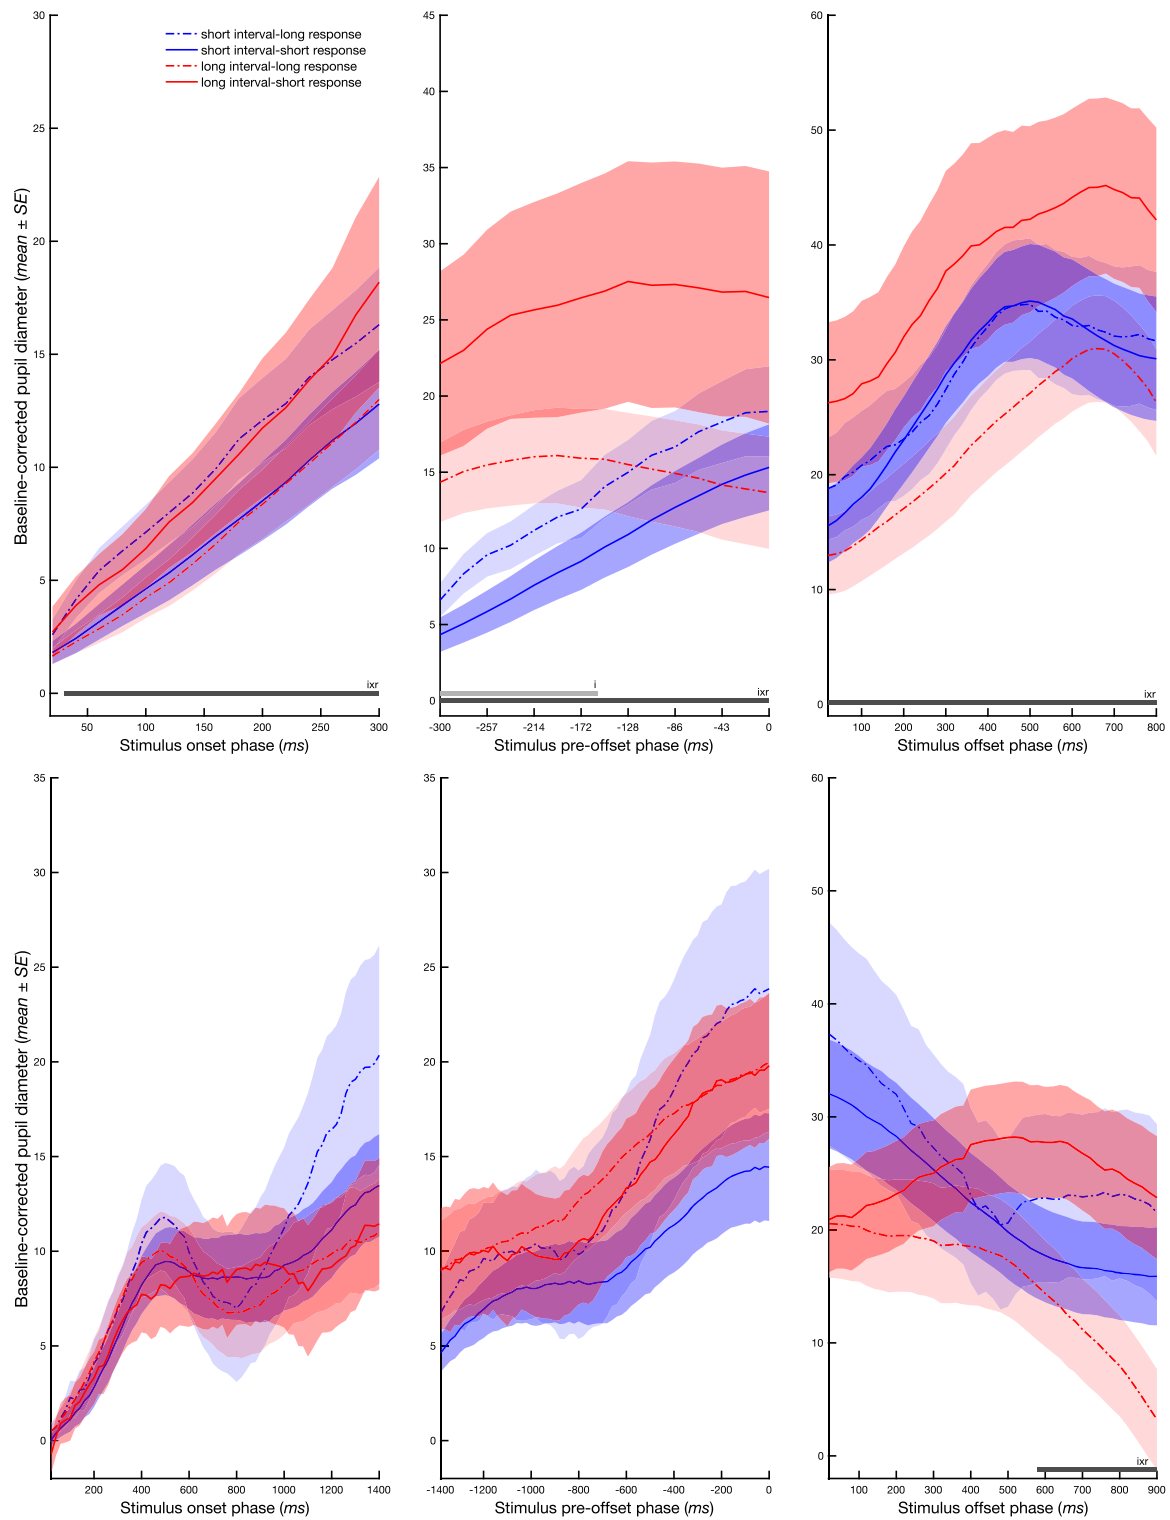 short interval-long response
short interval-short response
long interval-long response
long interval-short response
Baseline-corrected pupil diameter (mean ± SE)
30
25
20
15
10
5
0
ixr
50 100 150 200 250 300
Stimulus onset phase (ms)
45
40
35
30
25
20
15
10
5
0
i
ixr
-300 -257 -214 -172 -128 -86 -43 0
Stimulus pre-offset phase (ms)
60
50
40
30
20
10
0
ixr
100 200 300 400 500 600 700 800
Stimulus offset phase (ms)
Baseline-corrected pupil diameter (mean ± SE)
35
30
25
20
15
10
5
0
200 400 600 800 1000 1200 1400
Stimulus onset phase (ms)
35
30
25
20
15
10
5
0
-1400 -1200 -1000 -800 -600 -400 -200 0
Stimulus pre-offset phase (ms)
60
50
40
30
20
10
0
ixr
100 200 300 400 500 600 700 800 900
Stimulus offset phase (ms)